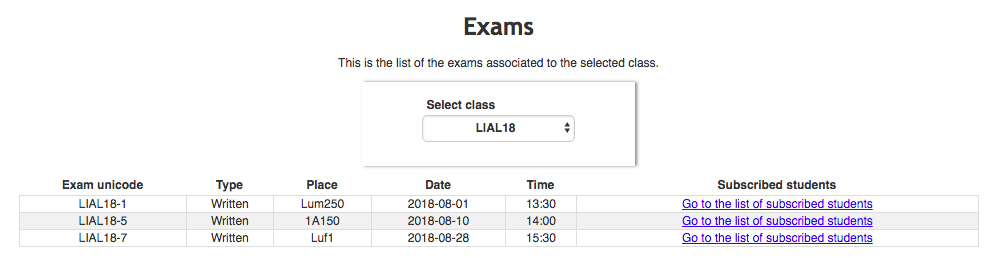 Exams
This is the list of the exams associated to the selected class.
Select class
LIAL18
Exam unicode Type Place Date Time Subscribed students
LIAL18-1 Written Lum250 2018-08-01 13:30 Go to the list of subscribed students
LIAL18-5 Written 1A150 2018-08-10 14:00 Go to the list of subscribed students
LIAL18-7 Written Luf1 2018-08-28 15:30 Go to the list of subscribed students